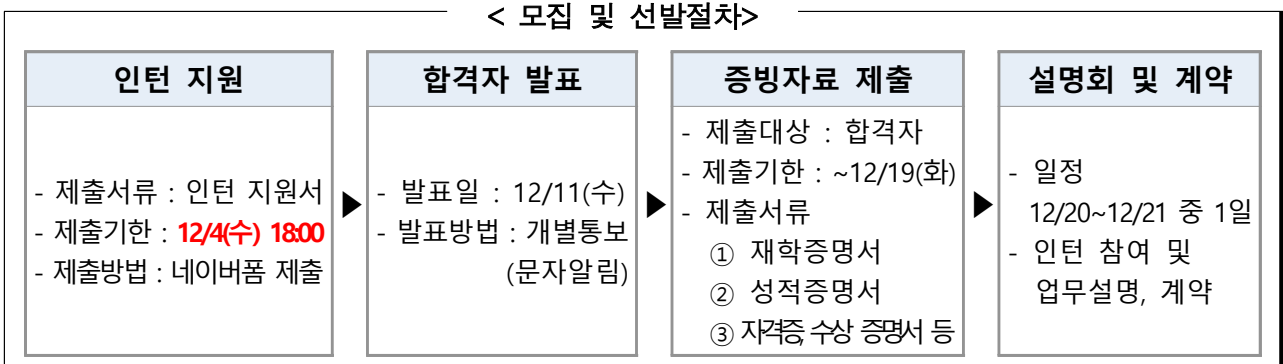 < 모집 및 선발절차>
인턴 지원
- 제출서류 : 인턴 지원서
- 제출기한 : 12/4(수) 18:00
- 제출방법 : 네이버폼 제출
▶
합격자 발표
- 발표일 : 12/11(수)
- 발표방법 : 개별통보
(문자알림)
▶
증빙자료 제출
- 제출대상 : 합격자
- 제출기한 : ~12/19(화)
- 제출서류
① 재학증명서
② 성적증명서
③ 자격증, 수상 증명서 등
▶
설명회 및 계약
- 일정
12/20~12/21 중 1일
- 인턴 참여 및
업무설명, 계약